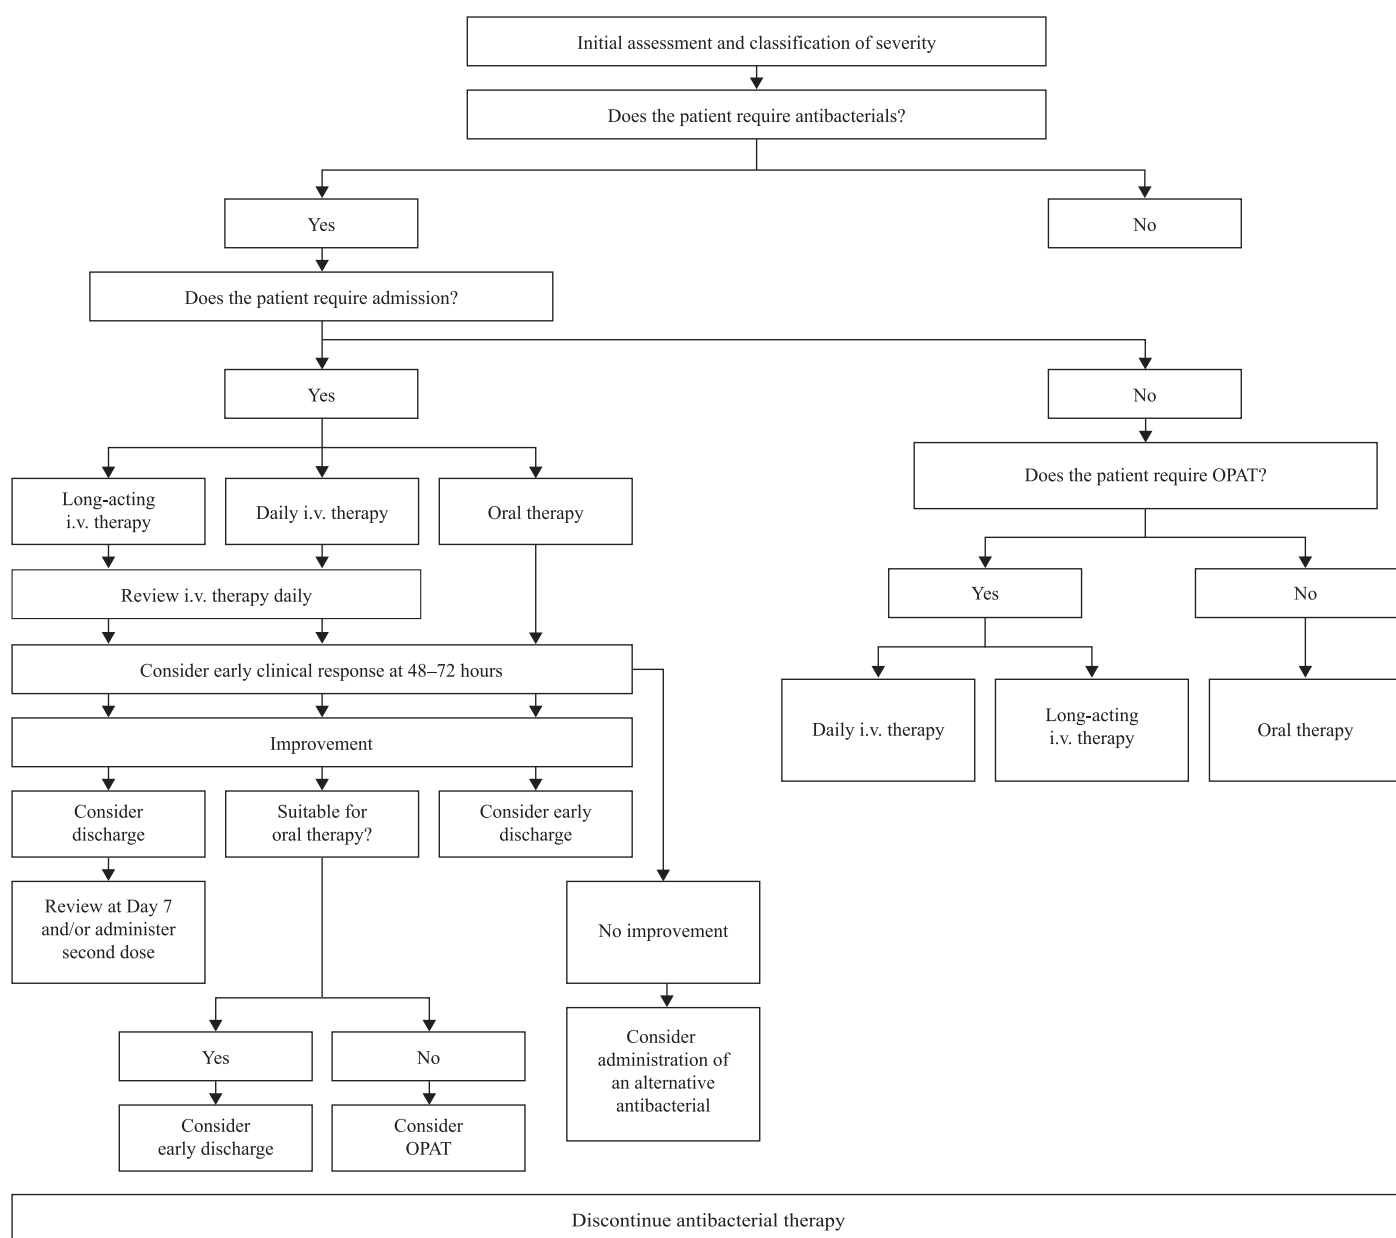 Initial assessment and classification of severity
Does the patient require antibacterials?
Yes
No
Does the patient require admission?
Yes
No
Long-acting
i.v. therapy
Daily i.v. therapy
Oral therapy
Does the patient require OPAT?
Review i.v. therapy daily
Yes
No
Consider early clinical response at 48–72 hours
Daily i.v. therapy
Long-acting
i.v. therapy
Oral therapy
Improvement
Consider
discharge
Suitable for
oral therapy?
Consider early
discharge
Review at Day 7
and/or administer
second dose
No improvement
Yes
No
Consider
administration of
an alternative
antibacterial
Consider
early discharge
Consider
OPAT
Discontinue antibacterial therapy